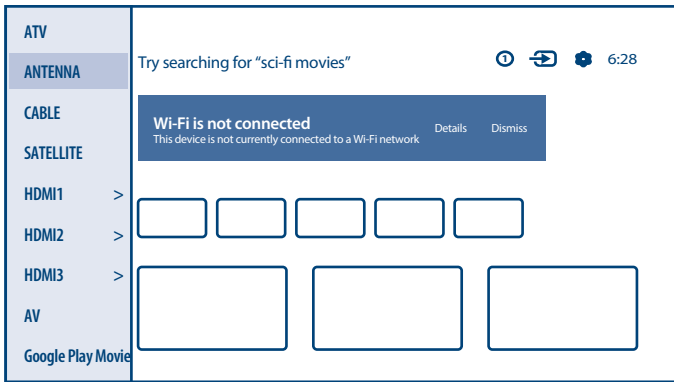 ATV
ANTENNA
CABLE
SATELLITE
HDMI1 >
HDMI2 >
HDMI3 >
AV
Google Play Movie
Try searching for “sci-fi movies”
1 6:28
Wi-Fi is not connected
This device is not currently connected to a Wi-Fi network
Details Dismiss